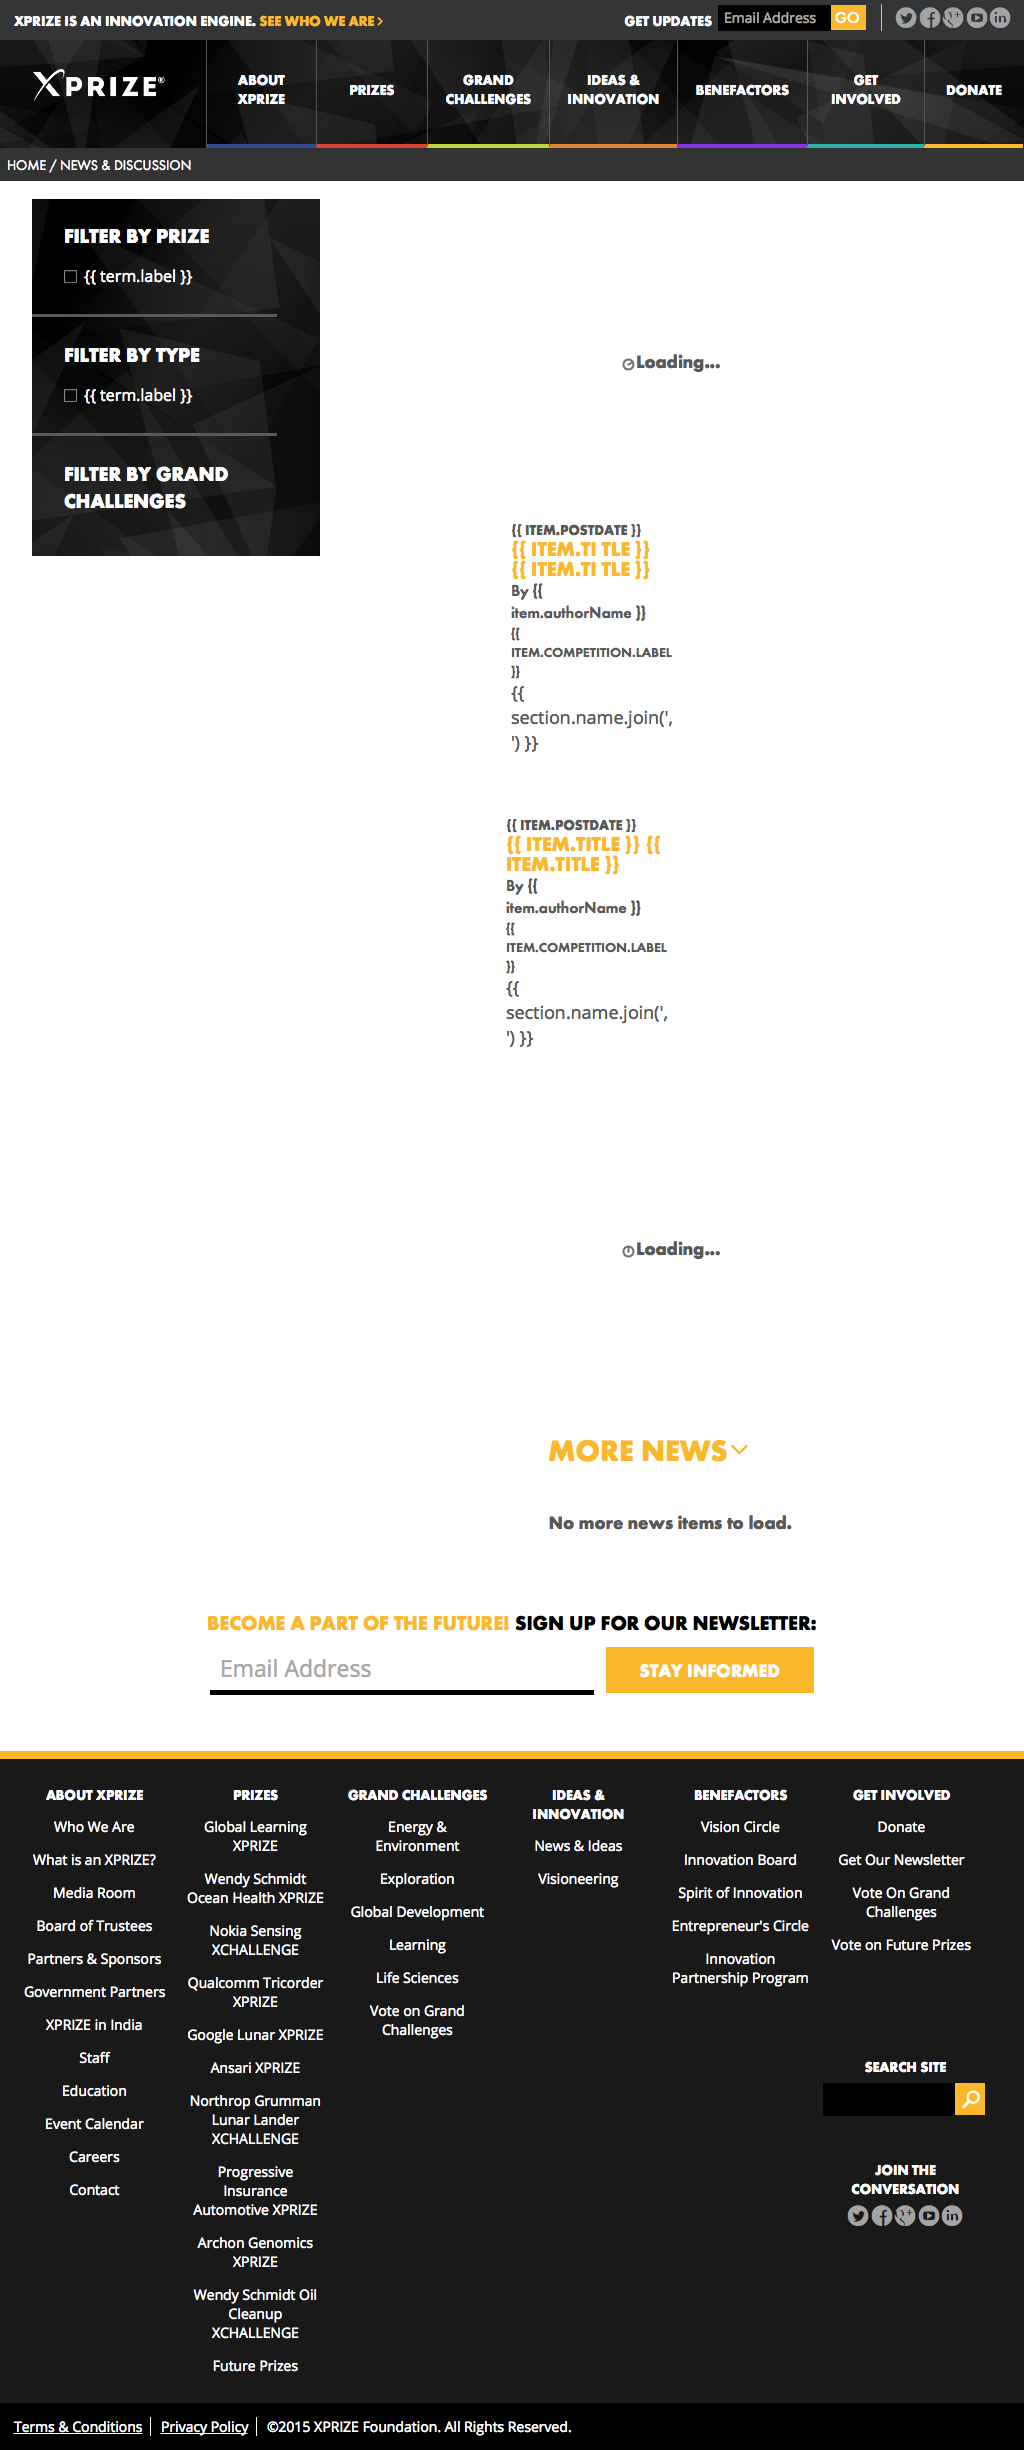 XPRIZE IS AN INNOVATION ENGINE. SEE WHO WE ARE >
GET UPDATES Email Address GO
XPRIZE®
ABOUT
XPRIZE
PRIZES
GRAND
CHALLENGES
IDEAS &
INNOVATION
BENEFACTORS
GET
INVOLVED
DONATE
HOME / NEWS & DISCUSSION
FILTER BY PRIZE
{{ term.label }}
FILTER BY TYPE
{{ term.label }}
FILTER BY GRAND
CHALLENGES
Loading...
{{ ITEM.POSTDATE }}
{{ ITEM.TI TLE }}
{{ ITEM.TI TLE }}
By {{
item.authorName }}
{{
ITEM.COMPETITION.LABEL
}}
{{
section.name.join(',
') }}
{{ ITEM.POSTDATE }}
{{ ITEM.TITLE }} {{
ITEM.TITLE }}
By {{
item.authorName }}
{{
ITEM.COMPETITION.LABEL
}}
{{
section.name.join(',
') }}
Loading...
MORE NEWS
No more news items to load.
BECOME A PART OF THE FUTURE! SIGN UP FOR OUR NEWSLETTER:
Email Address
STAY INFORMED
ABOUT XPRIZE
Who We Are
What is an XPRIZE?
Media Room
Board of Trustees
Partners & Sponsors
Government Partners
XPRIZE in India
Staff
Education
Event Calendar
Careers
Contact
PRIZES
Global Learning
XPRIZE
Wendy Schmidt
Ocean Health XPRIZE
Nokia Sensing
XCHALLENGE
Qualcomm Tricorder
XPRIZE
Google Lunar XPRIZE
Ansari XPRIZE
Northrop Grumman
Lunar Lander
XCHALLENGE
Progressive
Insurance
Automotive XPRIZE
Archon Genomics
XPRIZE
Wendy Schmidt Oil
Cleanup
XCHALLENGE
Future Prizes
GRAND CHALLENGES
Energy &
Environment
Exploration
Global Development
Learning
Life Sciences
Vote on Grand
Challenges
IDEAS &
INNOVATION
News & Ideas
Visioneering
BENEFACTORS
Vision Circle
Innovation Board
Spirit of Innovation
Entrepreneur's Circle
Innovation
Partnership Program
GET INVOLVED
Donate
Get Our Newsletter
Vote On Grand
Challenges
Vote on Future Prizes
SEARCH SITE
JOIN THE
CONVERSATION
Terms & Conditions
Privacy Policy
©2015 XPRIZE Foundation. All Rights Reserved.